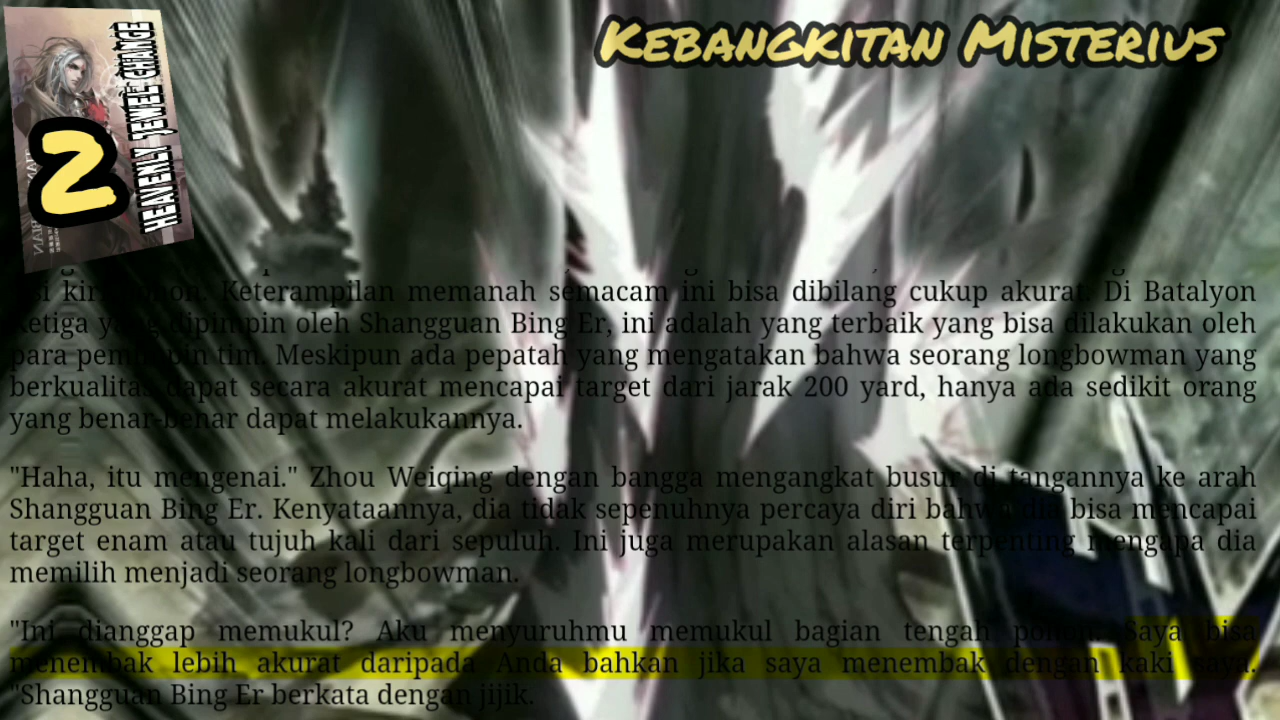 Kebangkitan Misterius
HEAVENLY JEWEL CHANGE
2
kiri pohon. Keterampilan memanah semacam ini bisa dibilang cukup akurat. Di Batalyon
Ketiga yang dipimpin oleh Shangguan Bing Er, ini adalah yang terbaik yang bisa dilakukan oleh
para pemimpin tim. Meskipun ada pepatah yang mengatakan bahwa seorang longbowman yang
berkualitas dapat secara akurat mencapai target dari jarak 200 yard, hanya ada sedikit orang
yang benar-benar dapat melakukannya.
"Haha, itu mengenai." Zhou Weiqing dengan bangga mengangkat busur di tangannya ke arah
Shangguan Bing Er. Kenyataannya, dia tidak sepenuhnya percaya diri bahwa dia bisa mencapai
target enam atau tujuh kali dari sepuluh. Ini juga merupakan alasan terpenting mengapa dia
memilih menjadi seorang longbowman.
"Ini dianggap memukul? Aku menyuruhmu memukul bagian tengah pohon. Saya bisa
menembak lebih akurat daripada Anda bahkan jika saya menembak dengan kaki saya.
"Shangguan Bing Er berkata dengan jijik.